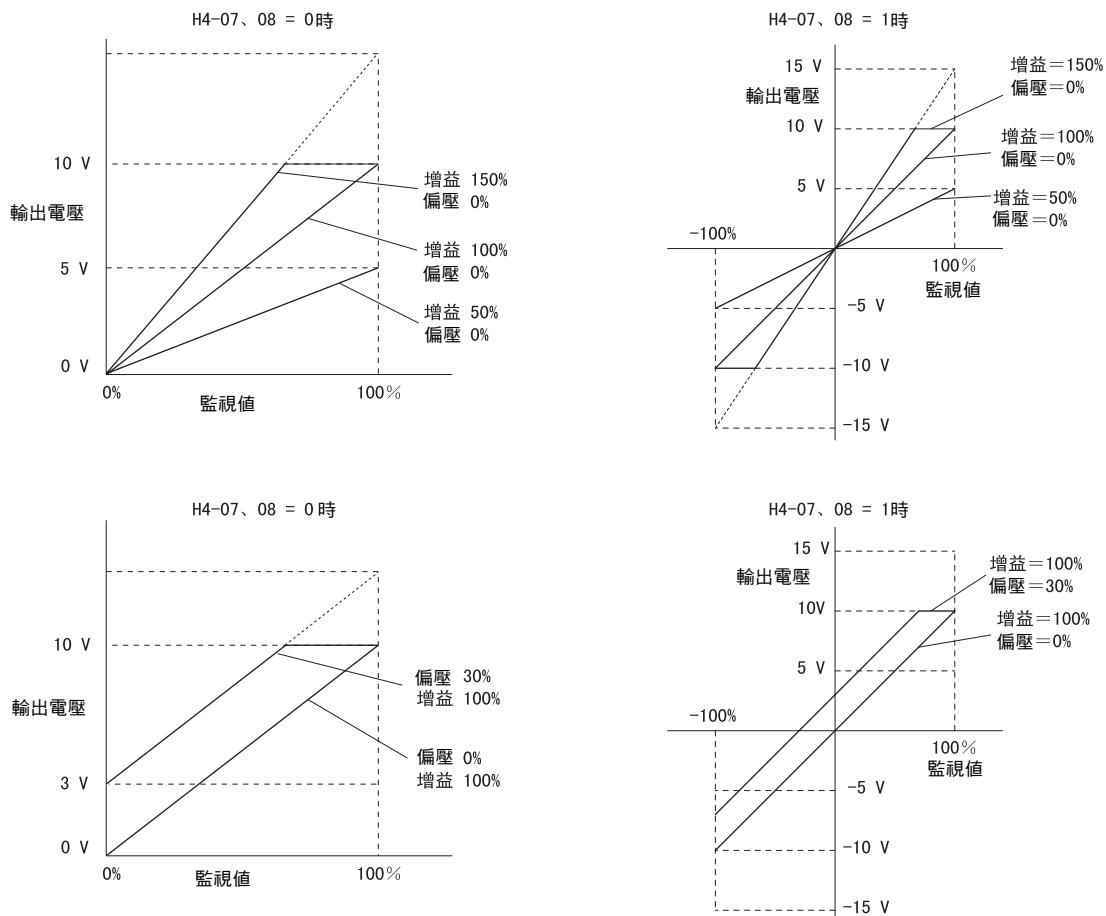 H4-07、08 = 0時
10 V
輸出電壓
5 V
0 V
0%
100%
監視值
增益 150%
偏壓 0%
增益 100%
偏壓 0%
增益 50%
偏壓 0%
H4-07、08 = 1時
15 V
輸出電壓
10 V
5 V
-100%
100%
監視值
-5 V
-10 V
-15 V
增益=150%
偏壓=0%
增益=100%
偏壓=0%
增益=50%
偏壓=0%
H4-07、08 = 0時
10 V
輸出電壓
3 V
0 V
0%
100%
監視值
偏壓 30%
增益 100%
偏壓 0%
增益 100%
H4-07、08 = 1時
15 V
輸出電壓
10V
5 V
-100%
100%
監視值
-5 V
-10 V
-15 V
增益=100%
偏壓=30%
增益=100%
偏壓=0%